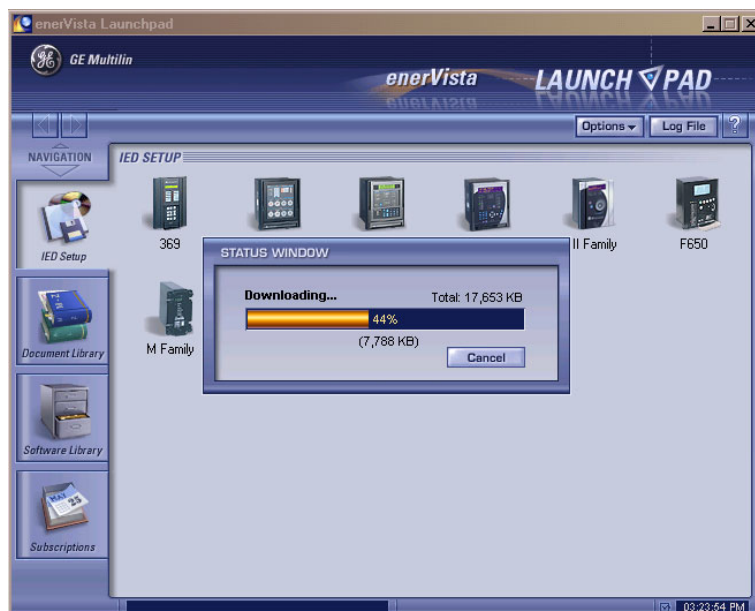 enerVista Launchpad
GE Multilin
enerVista LAUNCH PAD
Options Log File ?
NAVIGATION
IED SETUP
IED Setup
369
II Family
F650
STATUS WINDOW
Downloading... Total: 17,653 KB
44%
(7,788 KB)
Cancel
M Family
Document Library
Software Library
MAY
25
Subscriptions
03:23:54 PM